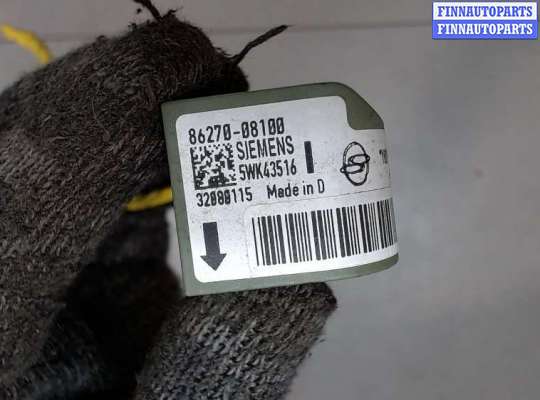 FINNAUTOPARTS
FINNAUTOPARTS
86270-08100
SIEMENS
5WK43516
32080115 Made in D